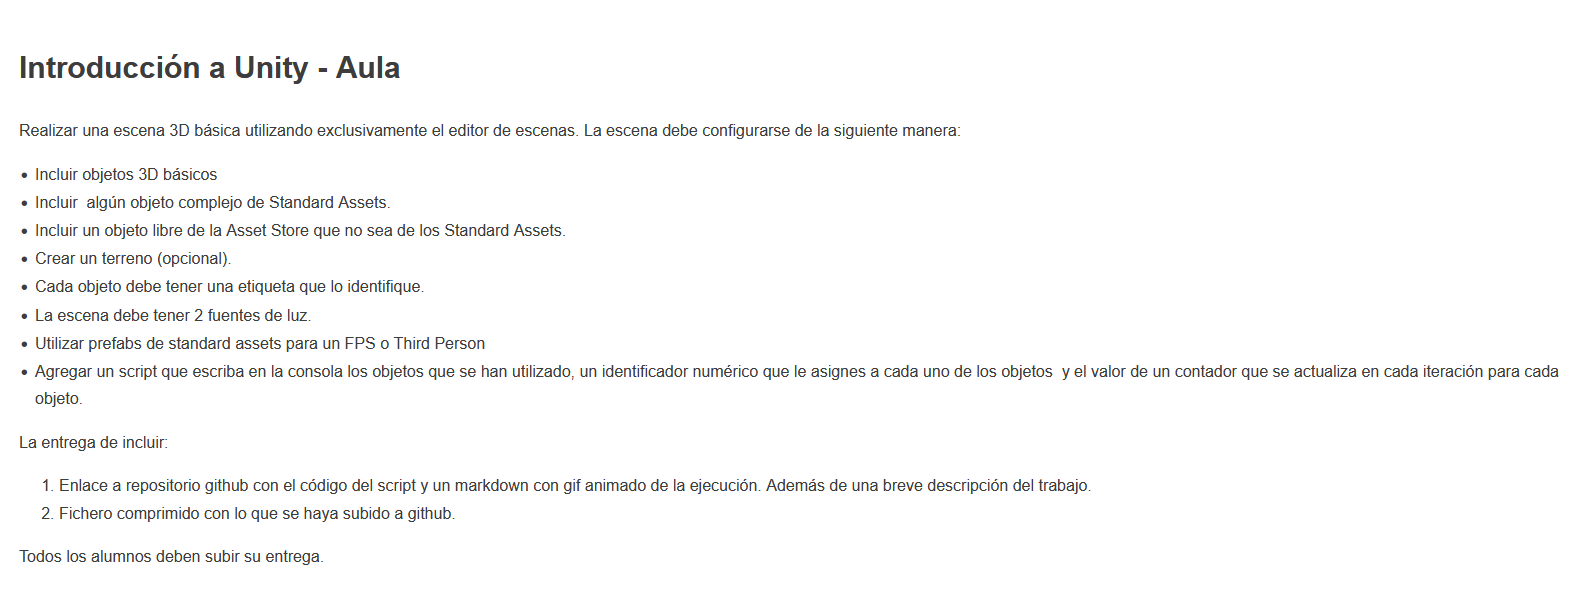 Introducción a Unity - Aula
Realizar una escena 3D básica utilizando exclusivamente el editor de escenas. La escena debe configurarse de la siguiente manera:
• Incluir objetos 3D básicos
• Incluir  algún objeto complejo de Standard Assets.
• Incluir un objeto libre de la Asset Store que no sea de los Standard Assets.
• Crear un terreno (opcional).
• Cada objeto debe tener una etiqueta que lo identifique.
• La escena debe tener 2 fuentes de luz.
• Utilizar prefabs de standard assets para un FPS o Third Person
• Agregar un script que escriba en la consola los objetos que se han utilizado, un identificador numérico que le asignes a cada uno de los objetos  y el valor de un contador que se actualiza en cada iteración para cada
objeto.
La entrega de incluir:
1. Enlace a repositorio github con el código del script y un markdown con gif animado de la ejecución. Además de una breve descripción del trabajo.
2. Fichero comprimido con lo que se haya subido a github.
Todos los alumnos deben subir su entrega.